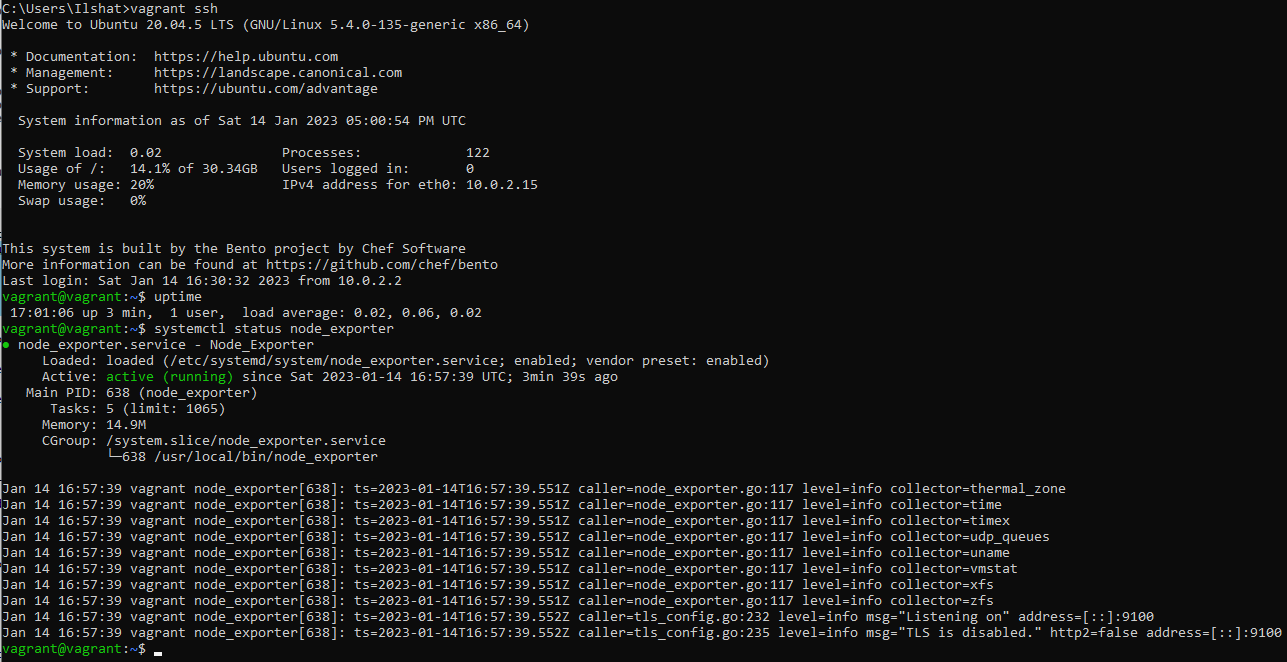 C:\Users\Ilshat>vagrant ssh
Welcome to Ubuntu 20.04.5 LTS (GNU/Linux 5.4.0-135-generic x86_64)
* Documentation:  https://help.ubuntu.com
* Management:     https://landscape.canonical.com
* Support:        https://ubuntu.com/advantage
System information as of Sat 14 Jan 2023 05:00:54 PM UTC
System load:  0.02               Processes:             122
Usage of /:   14.1% of 30.34GB   Users logged in:       0
Memory usage: 20%                IPv4 address for eth0: 10.0.2.15
Swap usage:   0%
This system is built by the Bento project by Chef Software
More information can be found at https://github.com/chef/bento
Last login: Sat Jan 14 16:30:32 2023 from 10.0.2.2
vagrant@vagrant:~$ uptime
17:01:06 up 3 min,  1 user,  load average: 0.02, 0.06, 0.02
vagrant@vagrant:~$ systemctl status node_exporter
● node_exporter.service - Node_Exporter
Loaded: loaded (/etc/systemd/system/node_exporter.service; enabled; vendor preset: enabled)
Active: active (running) since Sat 2023-01-14 16:57:39 UTC; 3min 39s ago
Main PID: 638 (node_exporter)
Tasks: 5 (limit: 1065)
Memory: 14.9M
CGroup: /system.slice/node_exporter.service
└─638 /usr/local/bin/node_exporter
Jan 14 16:57:39 vagrant node_exporter[638]: ts=2023-01-14T16:57:39.551Z caller=node_exporter.go:117 level=info collector=thermal_zone
Jan 14 16:57:39 vagrant node_exporter[638]: ts=2023-01-14T16:57:39.551Z caller=node_exporter.go:117 level=info collector=time
Jan 14 16:57:39 vagrant node_exporter[638]: ts=2023-01-14T16:57:39.551Z caller=node_exporter.go:117 level=info collector=timex
Jan 14 16:57:39 vagrant node_exporter[638]: ts=2023-01-14T16:57:39.551Z caller=node_exporter.go:117 level=info collector=udp_queues
Jan 14 16:57:39 vagrant node_exporter[638]: ts=2023-01-14T16:57:39.551Z caller=node_exporter.go:117 level=info collector=uname
Jan 14 16:57:39 vagrant node_exporter[638]: ts=2023-01-14T16:57:39.551Z caller=node_exporter.go:117 level=info collector=vmstat
Jan 14 16:57:39 vagrant node_exporter[638]: ts=2023-01-14T16:57:39.551Z caller=node_exporter.go:117 level=info collector=xfs
Jan 14 16:57:39 vagrant node_exporter[638]: ts=2023-01-14T16:57:39.551Z caller=node_exporter.go:117 level=info collector=zfs
Jan 14 16:57:39 vagrant node_exporter[638]: ts=2023-01-14T16:57:39.552Z caller=tls_config.go:232 level=info msg="Listening on" address=[::]:9100
Jan 14 16:57:39 vagrant node_exporter[638]: ts=2023-01-14T16:57:39.552Z caller=tls_config.go:235 level=info msg="TLS is disabled." http2=false address=[::]:9100
vagrant@vagrant:~$